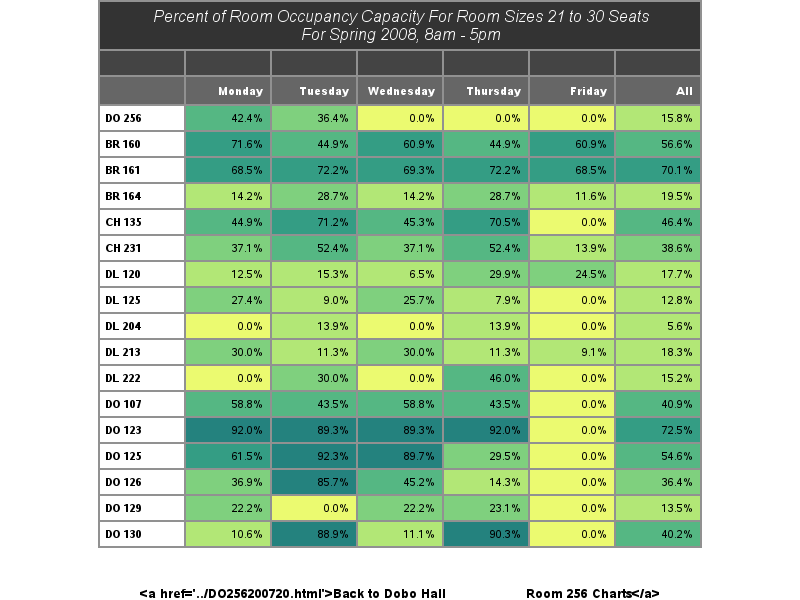 Percent of Room Occupancy Capacity For Room Sizes 21 to 30 Seats
For Spring 2008, 8am - 5pm
Monday Tuesday Wednesday Thursday Friday All
DO 256 42.4% 36.4% 0.0% 0.0% 0.0% 15.8%
BR 160 71.6% 44.9% 60.9% 44.9% 60.9% 56.6%
BR 161 68.5% 72.2% 69.3% 72.2% 68.5% 70.1%
BR 164 14.2% 28.7% 14.2% 28.7% 11.6% 19.5%
CH 135 44.9% 71.2% 45.3% 70.5% 0.0% 46.4%
CH 231 37.1% 52.4% 37.1% 52.4% 13.9% 38.6%
DL 120 12.5% 15.3% 6.5% 29.9% 24.5% 17.7%
DL 125 27.4% 9.0% 25.7% 7.9% 0.0% 12.8%
DL 204 0.0% 13.9% 0.0% 13.9% 0.0% 5.6%
DL 213 30.0% 11.3% 30.0% 11.3% 9.1% 18.3%
DL 222 0.0% 30.0% 0.0% 46.0% 0.0% 15.2%
DO 107 58.8% 43.5% 58.8% 43.5% 0.0% 40.9%
DO 123 92.0% 89.3% 89.3% 92.0% 0.0% 72.5%
DO 125 61.5% 92.3% 89.7% 29.5% 0.0% 54.6%
DO 126 36.9% 85.7% 45.2% 14.3% 0.0% 36.4%
DO 129 22.2% 0.0% 22.2% 23.1% 0.0% 13.5%
DO 130 10.6% 88.9% 11.1% 90.3% 0.0% 40.2%
<a href='../DO256200720.html'>Back to Dobo Hall Room 256 Charts</a>